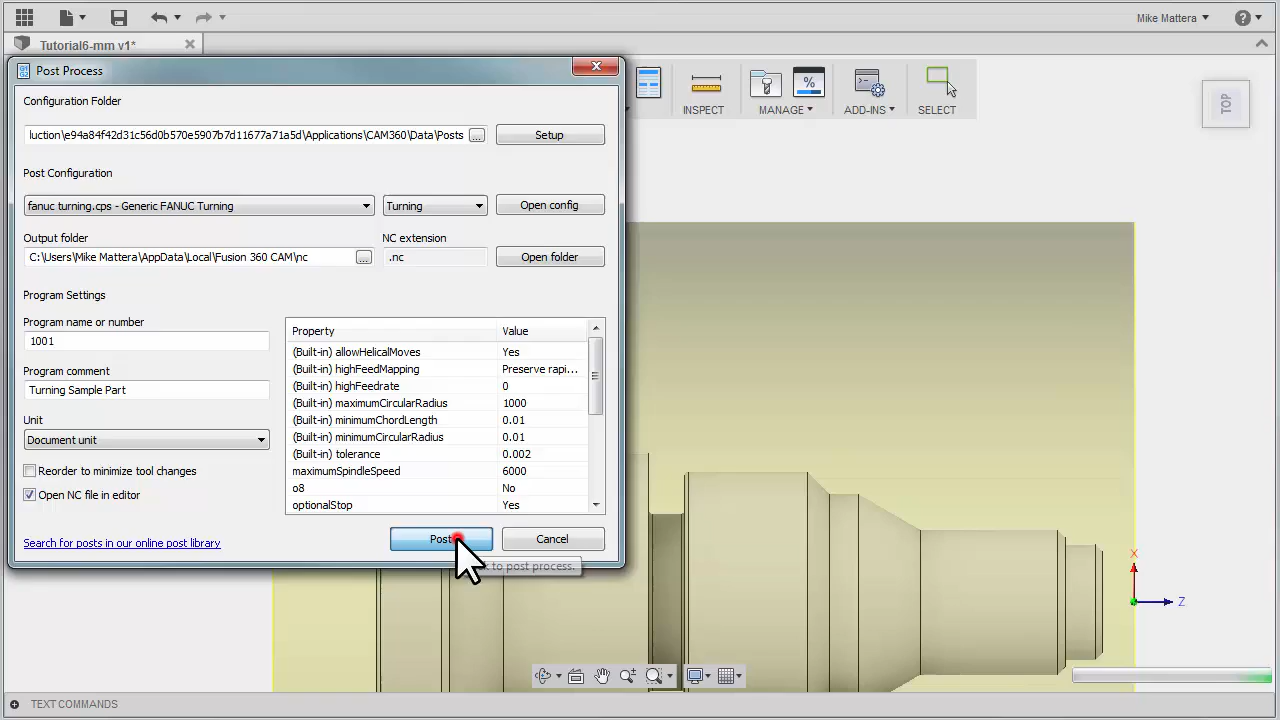 Mike Mattera
Tutorial6-mm v1*
Post Process
Configuration Folder
luction\e94a84f42d31c56d0b570e5907b7d11677a71a5d\Applications\CAM360\Data\Posts
...
Setup
Post Configuration
fanuc turning.cps - Generic FANUC Turning
Turning
Open config
Output folder
NC extension
C:\Users\Mike Mattera\AppData\Local\Fusion 360 CAM\nc
...
.nc
Open folder
Program Settings
Program name or number
1001
Program comment
Turning Sample Part
Unit
Document unit
Reorder to minimize tool changes
Open NC file in editor
Search for posts in our online post library
Property Value
(Built-in) allowHelicalMoves Yes
(Built-in) highFeedMapping Preserve rapi...
(Built-in) highFeedrate 0
(Built-in) maximumCircularRadius 1000
(Built-in) minimumChordLength 0.01
(Built-in) minimumCircularRadius 0.01
(Built-in) tolerance 0.002
maximumSpindleSpeed 6000
o8 No
optionalStop Yes
Post
Cancel
to post process.
INSPECT
MANAGE
ADD-INS
SELECT
TOP
X
Z
TEXT COMMANDS